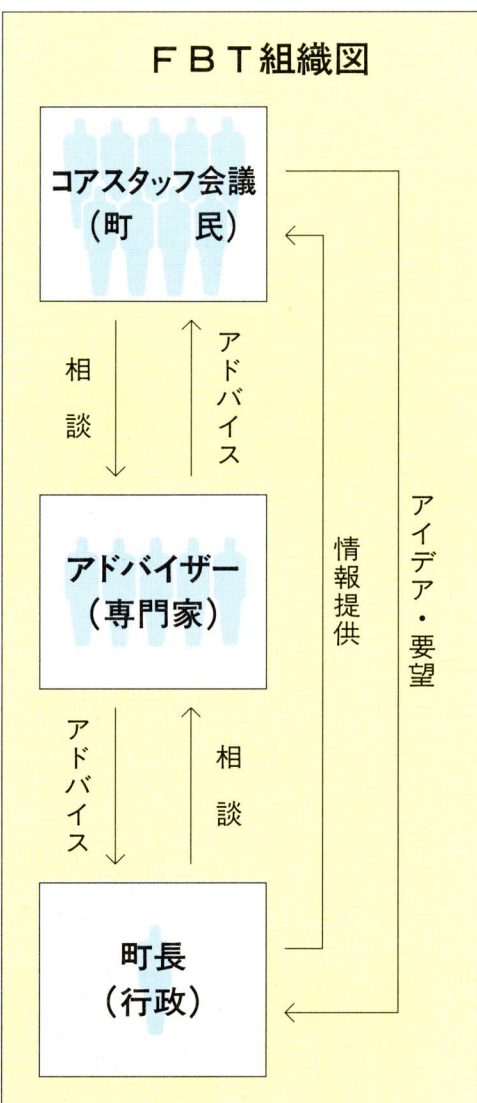 FBT組織図
コアスタッフ会議
(町 民)
相談
アドバイス
アドバイザー
(専門家)
アドバイス
相談
町長
(行政)
情報提供
アイデア・要望